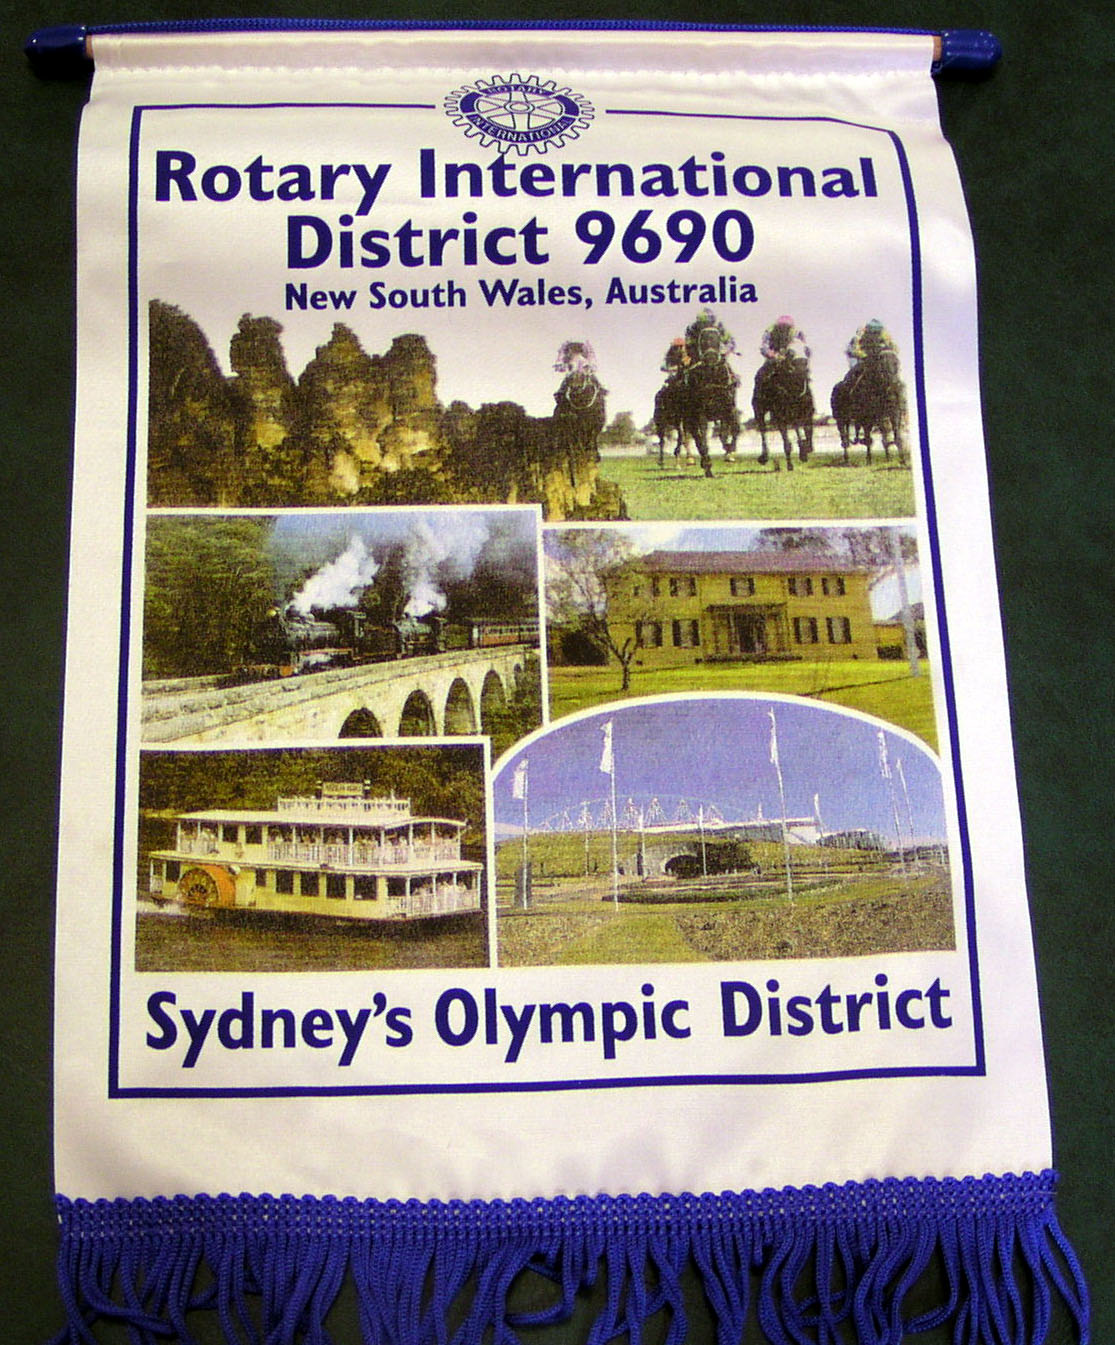 ROTARY
INTERNATIONAL
Rotary International
District 9690
New South Wales, Australia
Sydney's Olympic District